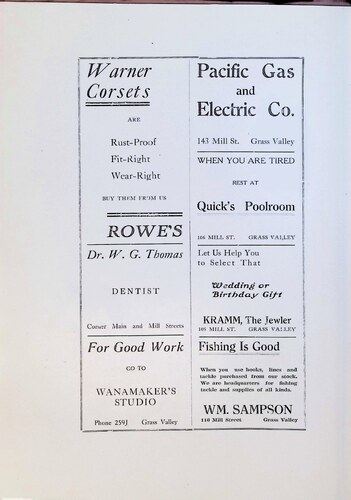 Warner
Corsets
ARE
Rust-Proof
Fit-Right
Wear-Right
BUY THEM FROM US
ROWE'S
Dr. W. G. Thomas
DENTIST
Corner Main and Mill Streets
For Good Work
GO TO
WANAMAKER'S
STUDIO
Phone 259J Grass Valley
Pacific Gas
and
Electric Co.
143 Mill St. Grass Valley
WHEN YOU ARE TIRED
REST AT
Quick's Poolroom
166 MILL ST. GRASS VALLEY
Let Us Help You
to Select That
Wedding or
Birthday Gift
KRAMM, The Jewler
105 MILL ST. GRASS VALLEY
Fishing Is Good
When you use hooks, lines and
tackle purchased from our stock.
We are headquarters for fishing
tackle and supplies of all kinds.
WM. SAMPSON
140 Mill Street Grass Valley